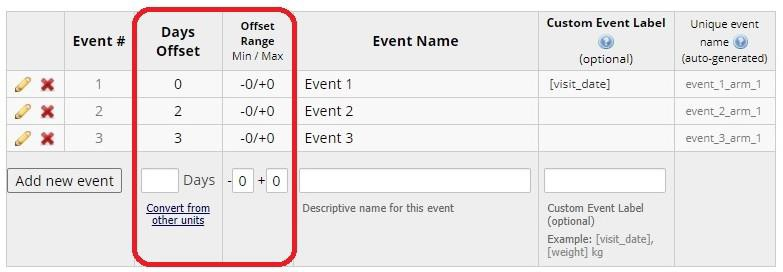 Event #
Days
Offset
Offset
Range
Min / Max
Event Name
Custom Event Label
?
(optional)
Unique event
name ?
(auto-generated)
1 0 -0/+0 Event 1 [visit_date] event_1_arm_1
2 2 -0/+0 Event 2 event_2_arm_1
3 3 -0/+0 Event 3 event_3_arm_1
Add new event Days -0 +0
Convert from
other units
Descriptive name for this event
Custom Event Label
(optional)
Example: [visit_date],
[weight] kg